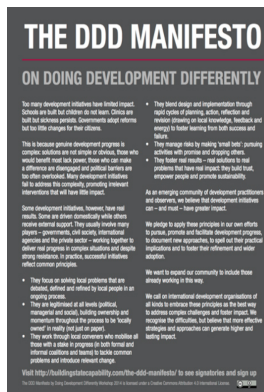 THE DDD MANIFESTO
ON DOING DEVELOPMENT DIFFERENTLY
Too many development initiatives have limited impact.
Schools are built but children do not learn. Clinics are
built but sickness persists. Governments adopt reforms
but too little changes for their citizens.
This is because genuine development progress is
complex: solutions are not simple or obvious, those who
would benefit most lack power, those who can make
a difference are disengaged and political barriers are
too often overlooked. Many development initiatives
fail to address this complexity, promoting irrelevant
interventions that will have little impact.
Some development initiatives, however, have real
results. Some are driven domestically while others
receive external support. They usually involve many
players – governments, civil society, international
agencies and the private sector – working together to
deliver real progress in complex situations and despite
strong resistance. In practice, successful initiatives
reflect common principles.
• They focus on solving local problems that are
debated, defined and refined by local people in an
ongoing process.
• They are legitimised at all levels (political,
managerial and social), building ownership and
momentum throughout the process to be 'locally
owned' in reality (not just on paper).
• They work through local conveners who mobilise all
those with a stake in progress (in both formal and
informal coalitions and teams) to tackle common
problems and introduce relevant change.
• They blend design and implementation through
rapid cycles of planning, action, reflection and
revision (drawing on local knowledge, feedback and
energy) to foster learning from both success and
failure.
• They manage risks by making 'small bets': pursuing
activities with promise and dropping others.
• They foster real results – real solutions to real
problems that have real impact: they build trust,
empower people and promote sustainability.
As an emerging community of development practitioners
and observers, we believe that development initiatives
can – and must – have greater impact.
We pledge to apply these principles in our own efforts
to pursue, promote and facilitate development progress,
to document new approaches, to spell out their practical
implications and to foster their refinement and wider
adoption.
We want to expand our community to include those
already working in this way.
We call on international development organisations of
all kinds to embrace these principles as the best way
to address complex challenges and foster impact. We
recognise the difficulties, but believe that more effective
strategies and approaches can generate higher and
lasting impact.
Visit http://buildingstatecapability.com/the-ddd-manifesto/ to see signatories and sign up
The DDD Manifesto by Doing Development Differently Workshop 2014 is licensed under a Creative Commons Attribution 4.0 International License.